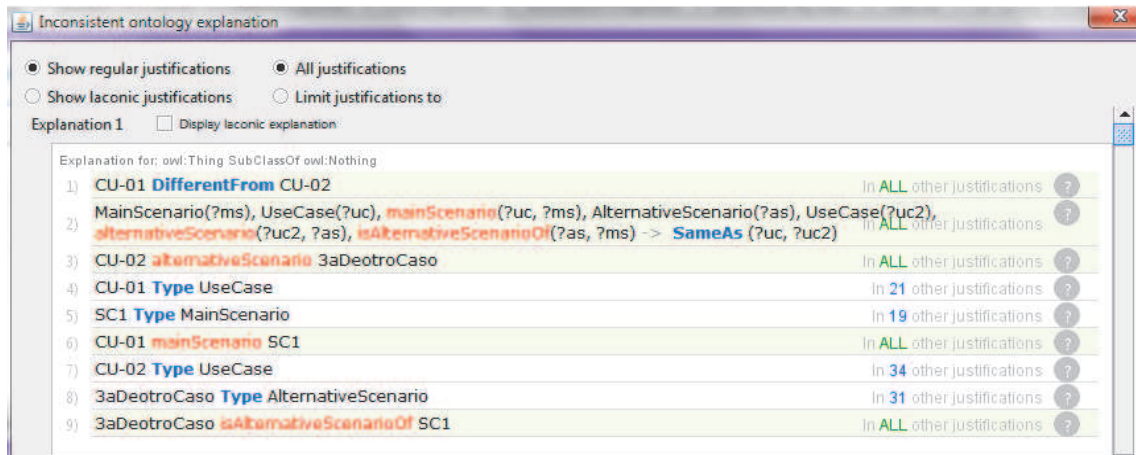 Inconsistent ontology explanation
X
Show regular justifications All justifications
Show laconic justifications Limit justifications to
Explanation 1 Display laconic explanation
Explanation for: owl:Thing SubClassOf owl:Nothing
1) CU-01 DifferentFrom CU-02 In ALL other justifications ?
MainScenario(?ms), UseCase(?uc), mainScenario(?uc, ?ms), AlternativeScenario(?as), UseCase(?uc2),
2) alternativeScenario(?uc2, ?as), isAlternativeScenarioOf(?as, ?ms) -> SameAs (?uc, ?uc2) In ALL other justifications ?
3) CU-02 alternativeScenario 3aDeotroCaso In ALL other justifications ?
4) CU-01 Type UseCase In 21 other justifications ?
5) SC1 Type MainScenario In 19 other justifications ?
6) CU-01 mainScenario SC1 In ALL other justifications ?
7) CU-02 Type UseCase In 34 other justifications ?
8) 3aDeotroCaso Type AlternativeScenario In 31 other justifications ?
9) 3aDeotroCaso isAlternativeScenarioOf SC1 In ALL other justifications ?